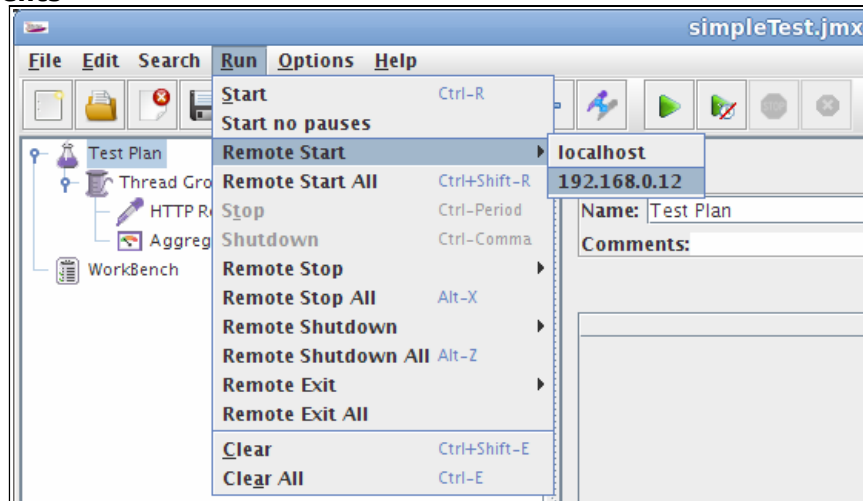 simpleTest.jmx
File Edit Search Run Options Help
STOP
Start Ctrl-R
Start no pauses
Remote Start
Remote Start All Ctrl+Shift-R
Stop Ctrl-Period
Shutdown Ctrl-Comma
Remote Stop
Remote Stop All Alt-X
Remote Shutdown
Remote Shutdown All Alt-Z
Remote Exit
Remote Exit All
Clear Ctrl+Shift-E
Clear All Ctrl-E
localhost
192.168.0.12
Test Plan
Thread Gro
HTTP R
Aggreg
WorkBench
Name: Test Plan
Comments: